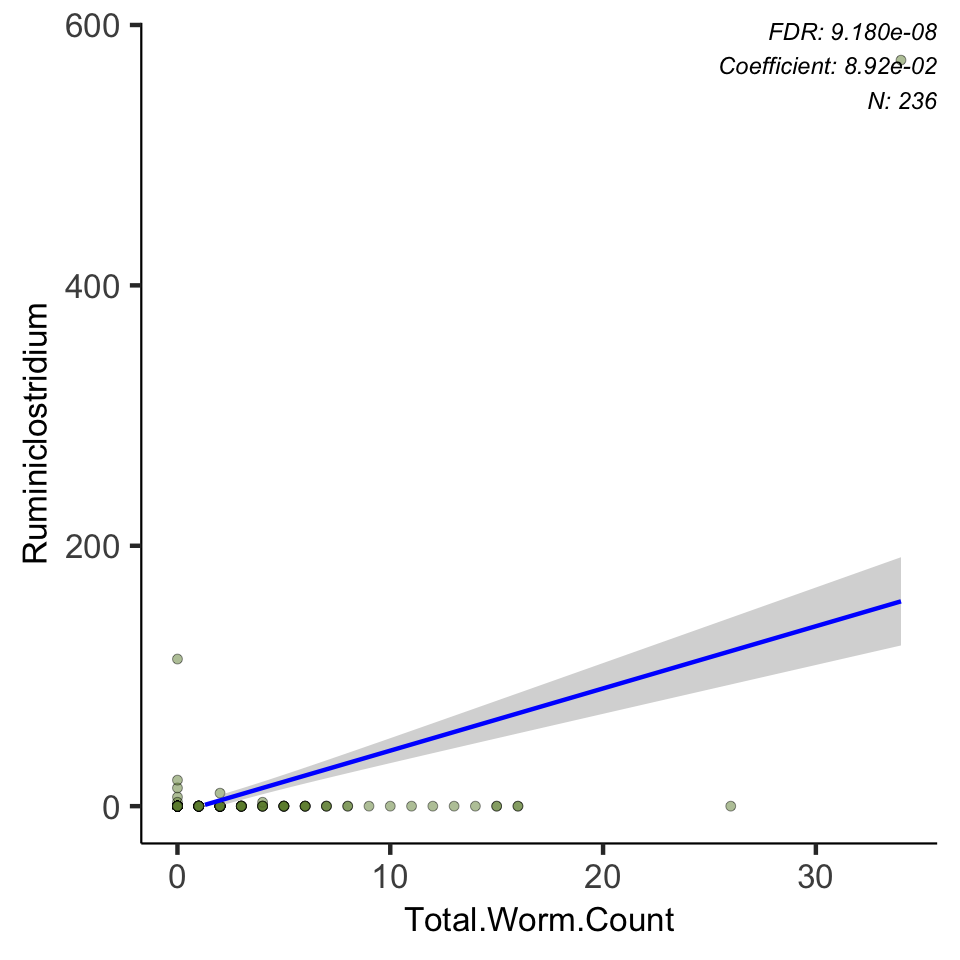 FDR: 9.180e-08
Coefficient: 8.92e-02
N: 236
600
400
200
0
Ruminiclostridium
0 10 20 30
Total.Worm.Count